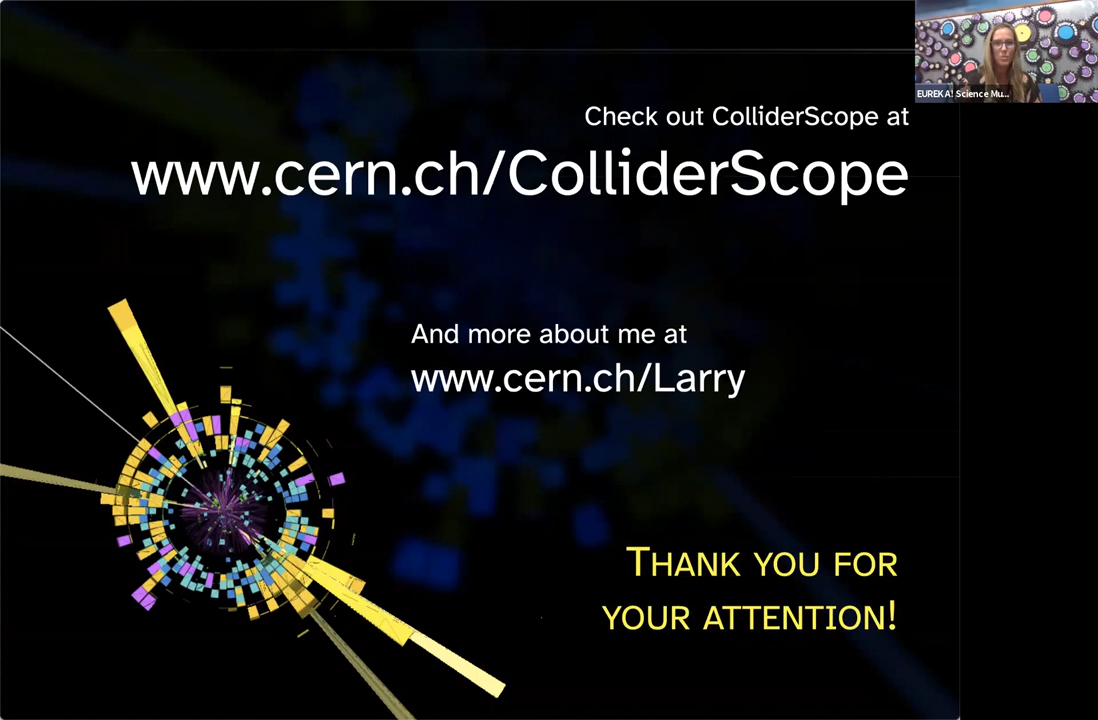 Check out ColliderScope at
www.cern.ch/ColliderScope
EUREKA! Science Mu...
And more about me at
www.cern.ch/Larry
THANK YOU FOR
YOUR ATTENTION!